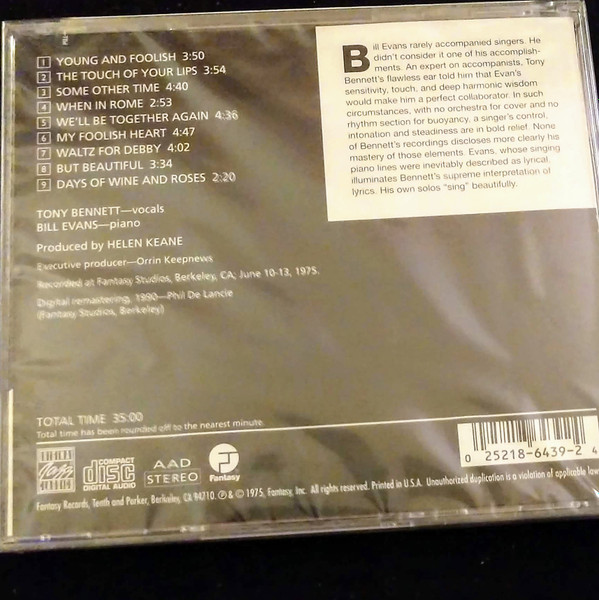 1 YOUNG AND FOOLISH 3:50
2 THE TOUCH OF YOUR LIPS 3:54
3 SOME OTHER TIME 4:40
4 WHEN IN ROME 2:53
5 WE'LL BE TOGETHER AGAIN 4:36
6 MY FOOLISH HEART 4:47
7 WALTZ FOR DEBBY 4:02
8 BUT BEAUTIFUL 3:34
9 DAYS OF WINE AND ROSES 2:20
TONY BENNETT—vocals
BILL EVANS—piano
Produced by HELEN KEANE
Executive producer—Orrin Keepnews
Recorded at Fantasy Studios, Berkeley, CA; June 10-13, 1975.
Digital remastering, 1990—Phil De Lancie
(Fantasy Studios, Berkeley)
Bill Evans rarely accompanied singers. He
didn't consider it one of his accomplish-
ments. An expert on accompanists, Tony
Bennett's flawless ear told him that Evan's
sensitivity, touch, and deep harmonic wisdom
would make him a perfect collaborator. In such
circumstances, with no orchestra for cover and no
rhythm section for buoyancy, a singer's control,
intonation and steadiness are in bold relief. None
of Bennett's recordings discloses more clearly his
mastery of those elements. Evans, whose singing
piano lines were inevitably described as lyrical,
illuminates Bennett's supreme interpretation of
lyrics. His own solos "sing" beautifully.
TOTAL TIME 35:00
Total time has been rounded off to the nearest minute.
COMPACT
disc
DIGITAL AUDIO
AAD
STEREO
Fantasy
0 25218-6439-2 4
Fantasy Records, Tenth and Parker, Berkeley, CA 94710. ℗ & © 1975, Fantasy, Inc. All rights reserved. Printed in U.S.A. Unauthorized duplication is a violation of applicable laws